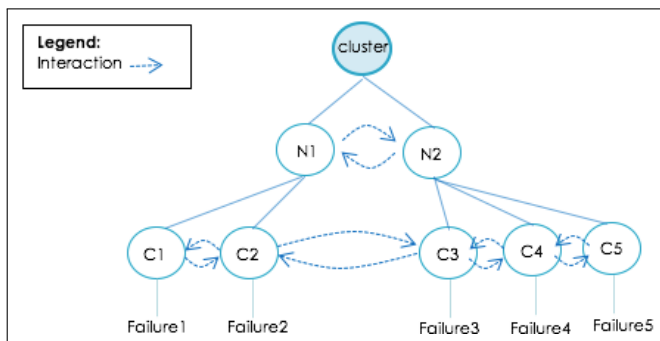 Legend:
Interaction
cluster
N1
N2
C1
C2
C3
C4
C5
Failure1
Failure2
Failure3
Failure4
Failure5